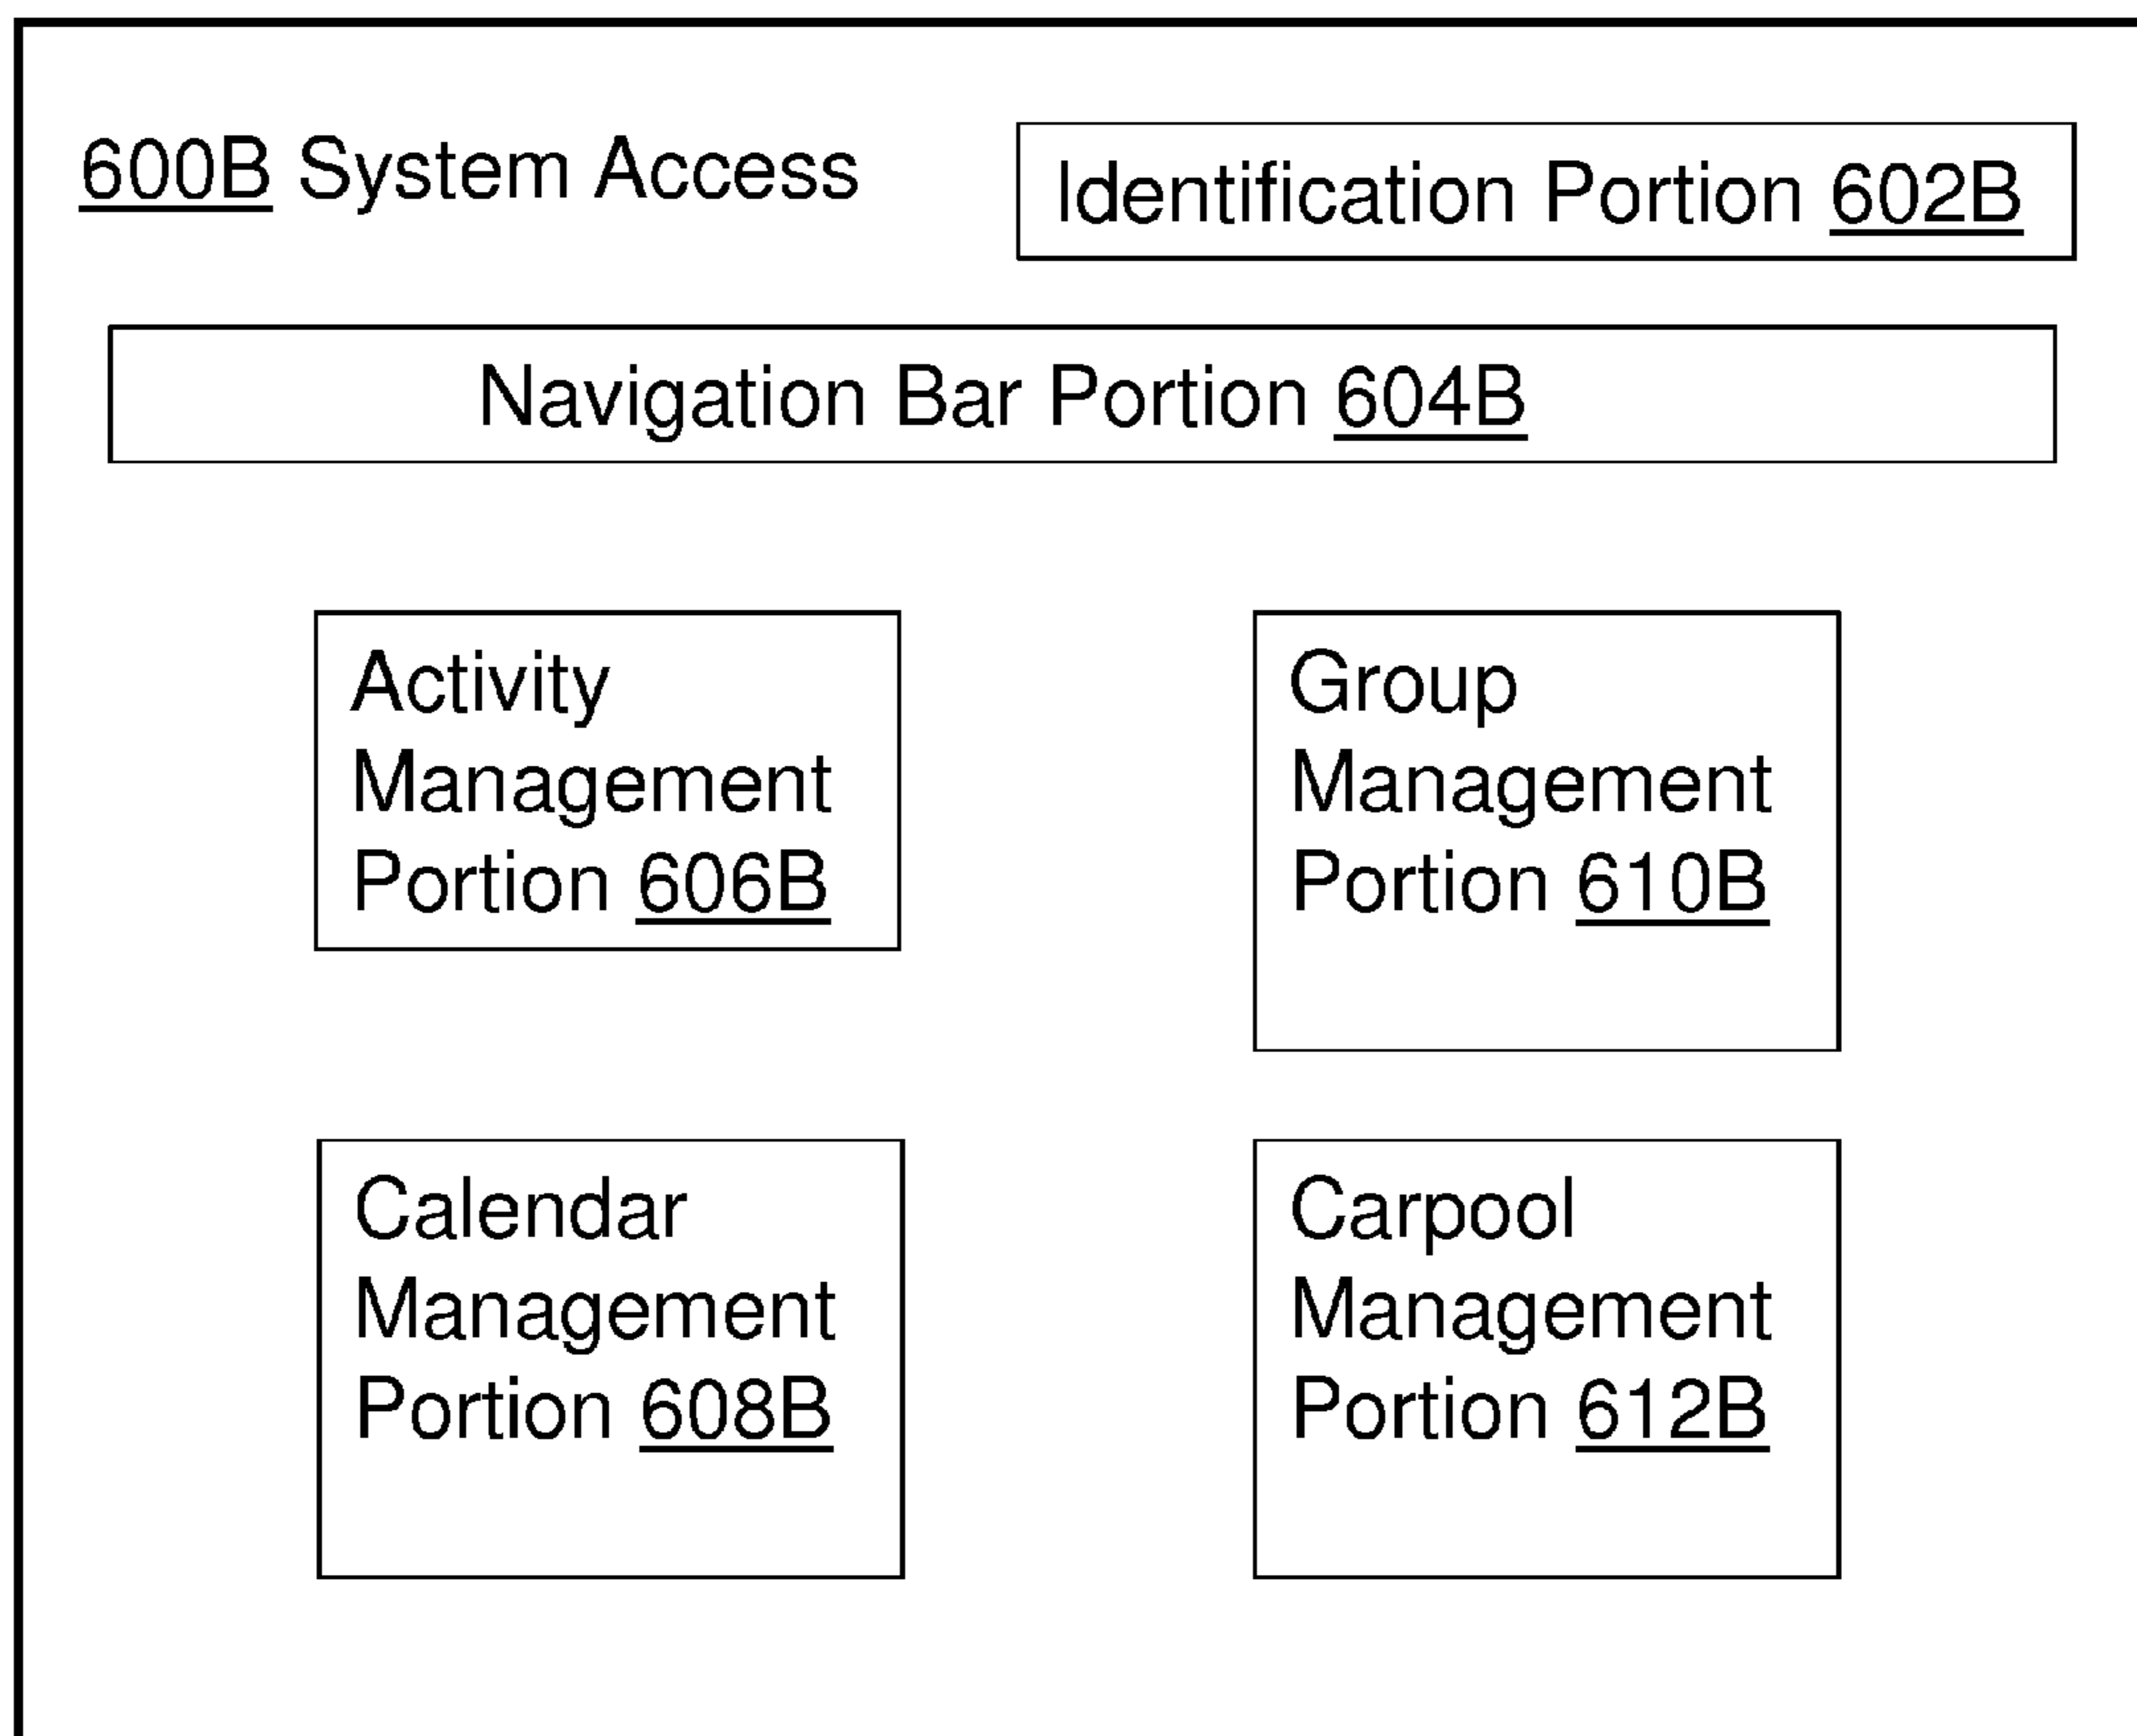 600B System Access
Identification Portion 602B
Navigation Bar Portion 604B
Activity
Management
Portion 606B
Group
Management
Portion 610B
Calendar
Management
Portion 608B
Carpool
Management
Portion 612B